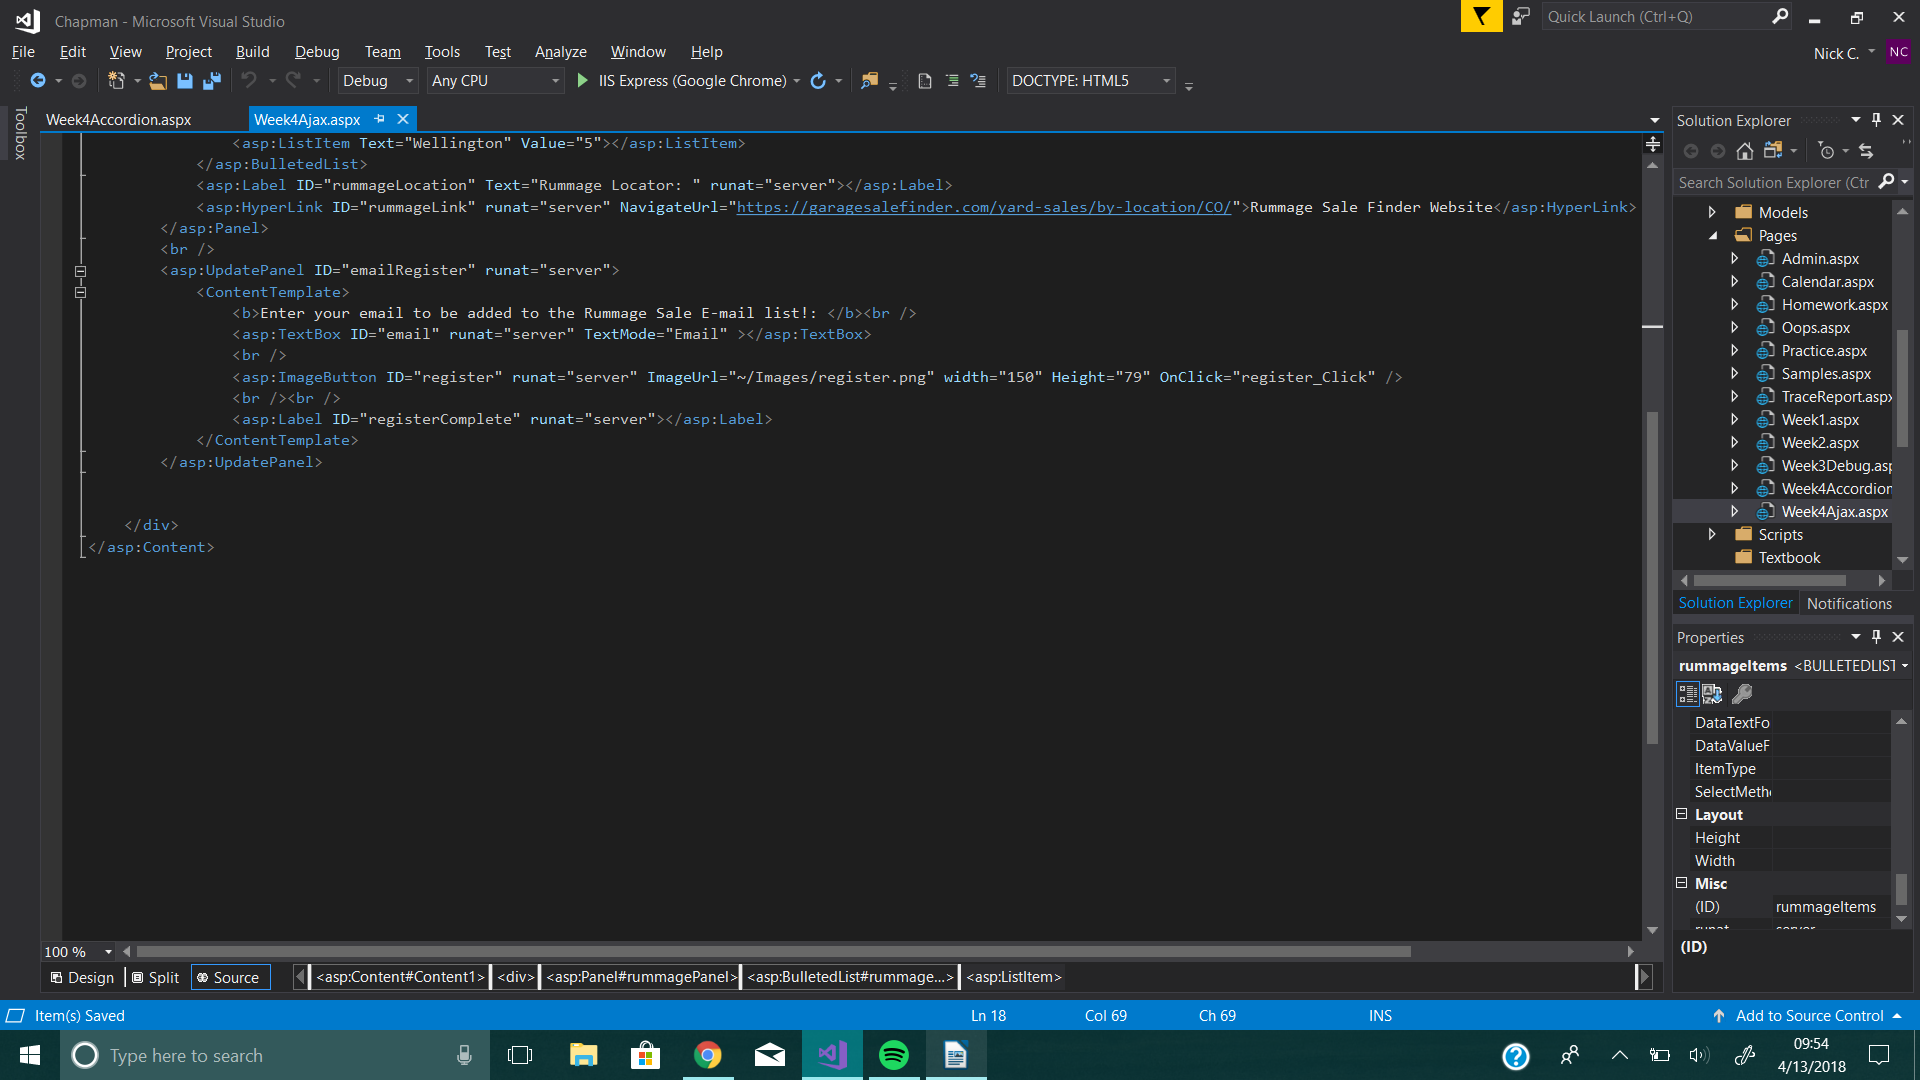 Chapman - Microsoft Visual Studio
Quick Launch (Ctrl+Q)
File Edit View Project Build Debug Team Tools Test Analyze Window Help
Nick C. NC
Debug Any CPU IIS Express (Google Chrome) DOCTYPE: HTML5
Toolbox
Week4Accordion.aspx Week4Ajax.aspx
<asp:ListItem Text="Wellington" Value="5"></asp:ListItem>
</asp:BulletedList>
<asp:Label ID="rummageLocation" Text="Rummage Locator: " runat="server"></asp:Label>
<asp:HyperLink ID="rummageLink" runat="server" NavigateUrl="https://garagesalefinder.com/yard-sales/by-location/CO/">Rummage Sale Finder Website</asp:HyperLink>
</asp:Panel>
<br />
<asp:UpdatePanel ID="emailRegister" runat="server">
<ContentTemplate>
<b>Enter your email to be added to the Rummage Sale E-mail list!: </b><br />
<asp:TextBox ID="email" runat="server" TextMode="Email" ></asp:TextBox>
<br />
<asp:ImageButton ID="register" runat="server" ImageUrl="~/Images/register.png" width="150" Height="79" OnClick="register_Click" />
<br /><br />
<asp:Label ID="registerComplete" runat="server"></asp:Label>
</ContentTemplate>
</asp:UpdatePanel>
</div>
</asp:Content>
100 %
Design Split Source
<asp:Content#Content1> <div> <asp:Panel#rummagePanel> <asp:BulletedList#rummage...> <asp:ListItem>
Solution Explorer
Search Solution Explorer (Ctr
Models
Pages
Admin.aspx
Calendar.aspx
Homework.aspx
Oops.aspx
Practice.aspx
Samples.aspx
TraceReport.aspx
Week1.aspx
Week2.aspx
Week3Debug.asp
Week4Accordion
Week4Ajax.aspx
Scripts
Textbook
Solution Explorer Notifications
Properties
rummageItems <BULLETEDLIST
DataTextFo
DataValueF
ItemType
SelectMetho
Layout
Height
Width
Misc
(ID) rummageItems
runat server
(ID)
Item(s) Saved Ln 18 Col 69 Ch 69 INS Add to Source Control
Type here to search
09:54
4/13/2018